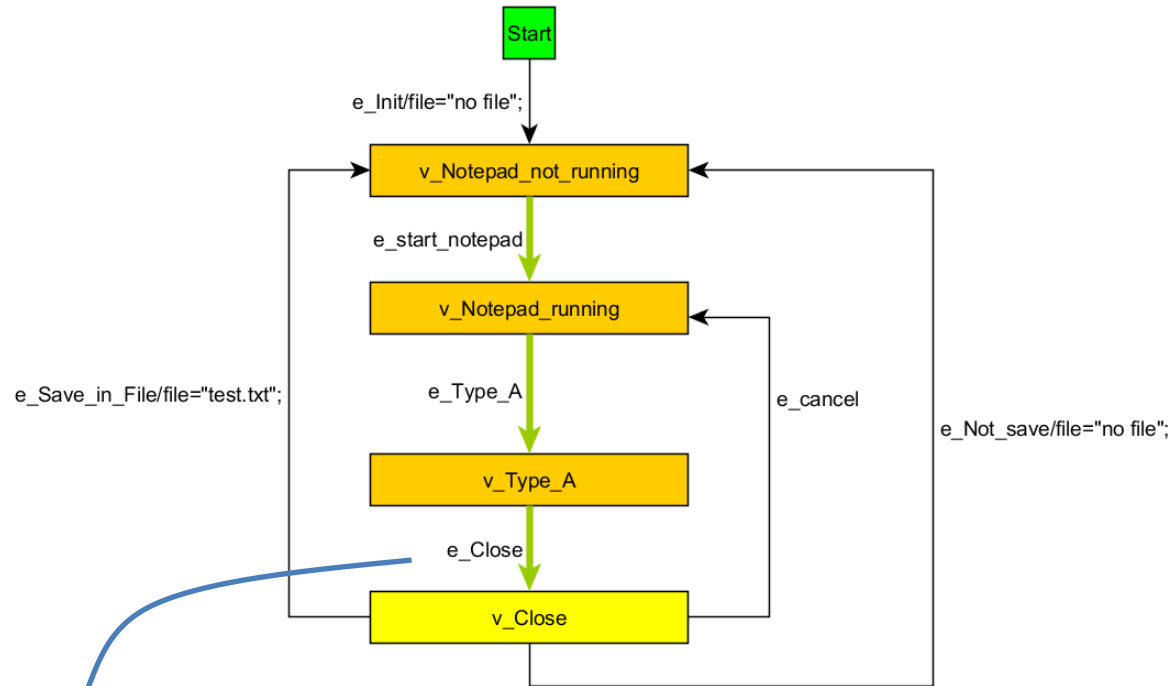 Start
e_Init/file="no file";
v_Notepad_not_running
e_start_notepad
v_Notepad_running
e_Type_A
e_cancel
e_Save_in_File/file="test.txt";
e_Not_save/file="no file";
v_Type_A
e_Close
v_Close